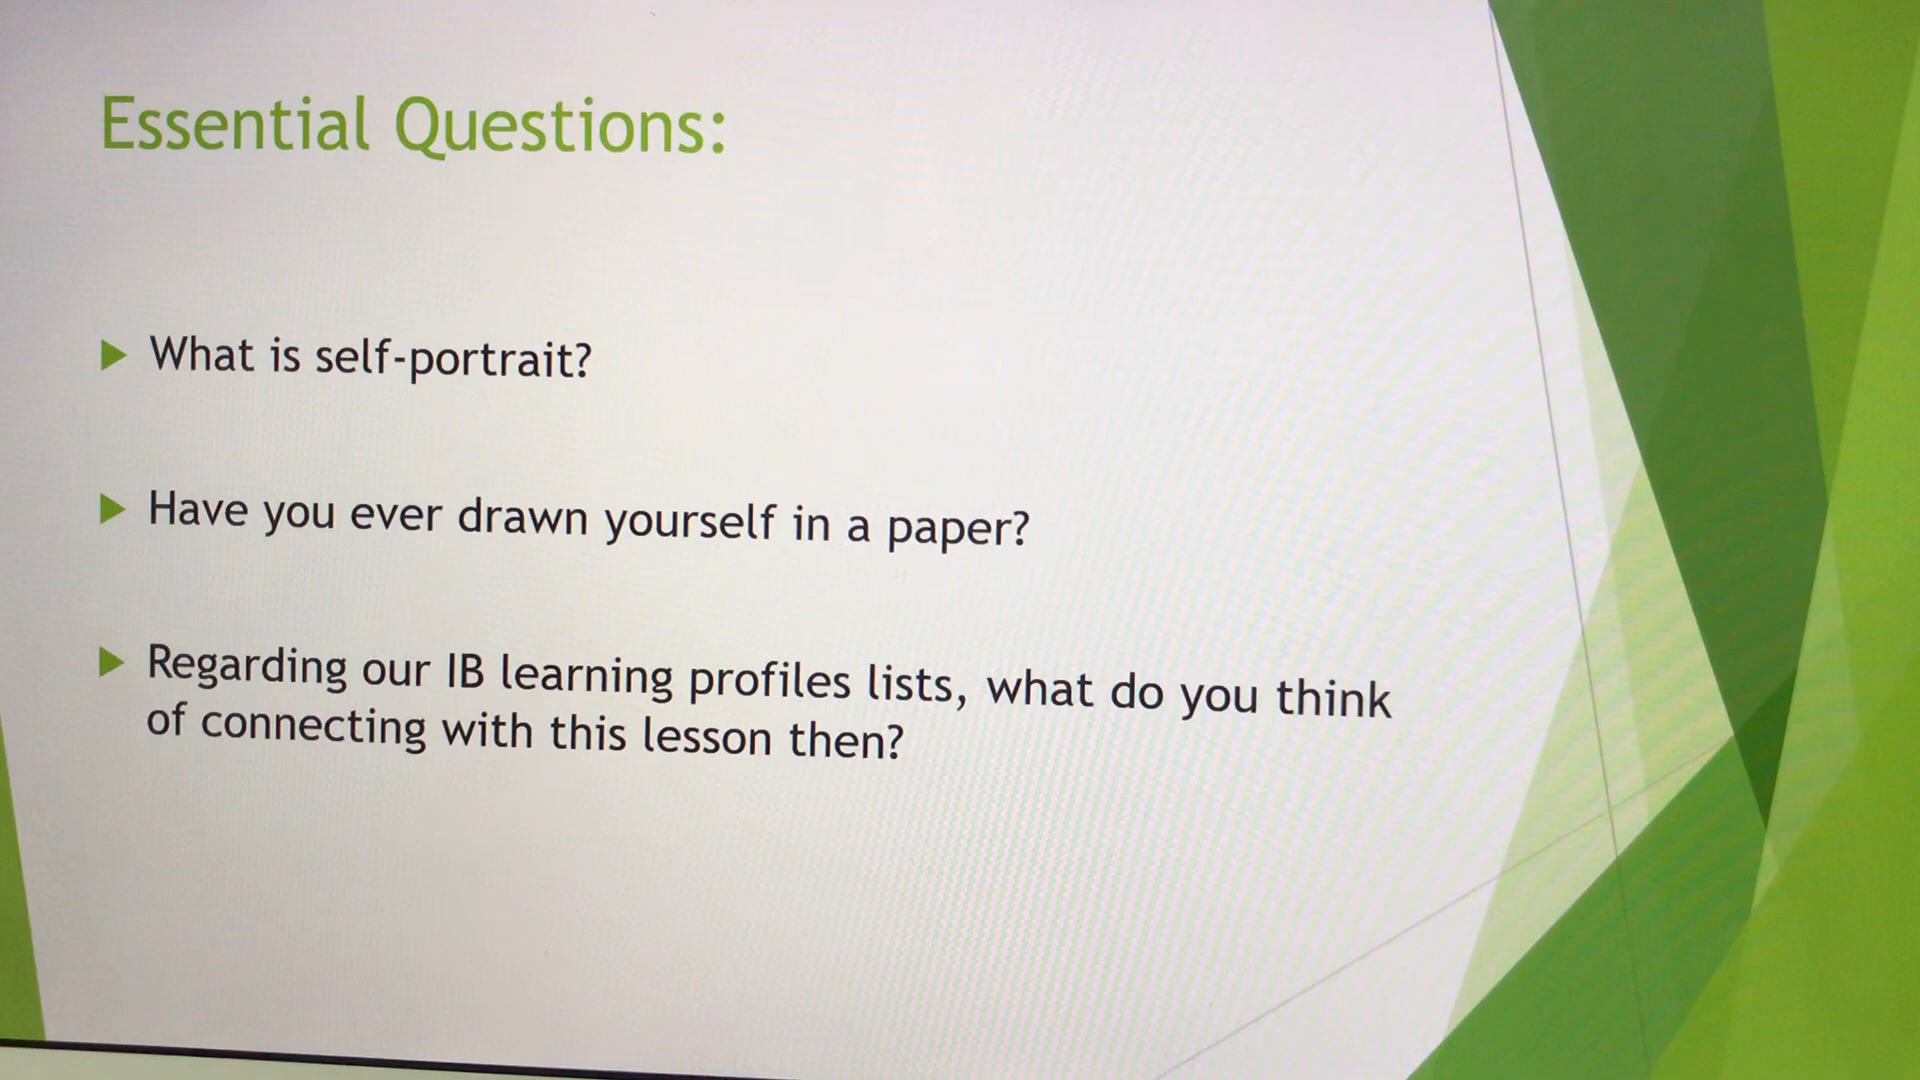 Essential Questions:
What is self-portrait?
Have you ever drawn yourself in a paper?
Regarding our IB learning profiles lists, what do you think
of connecting with this lesson then?